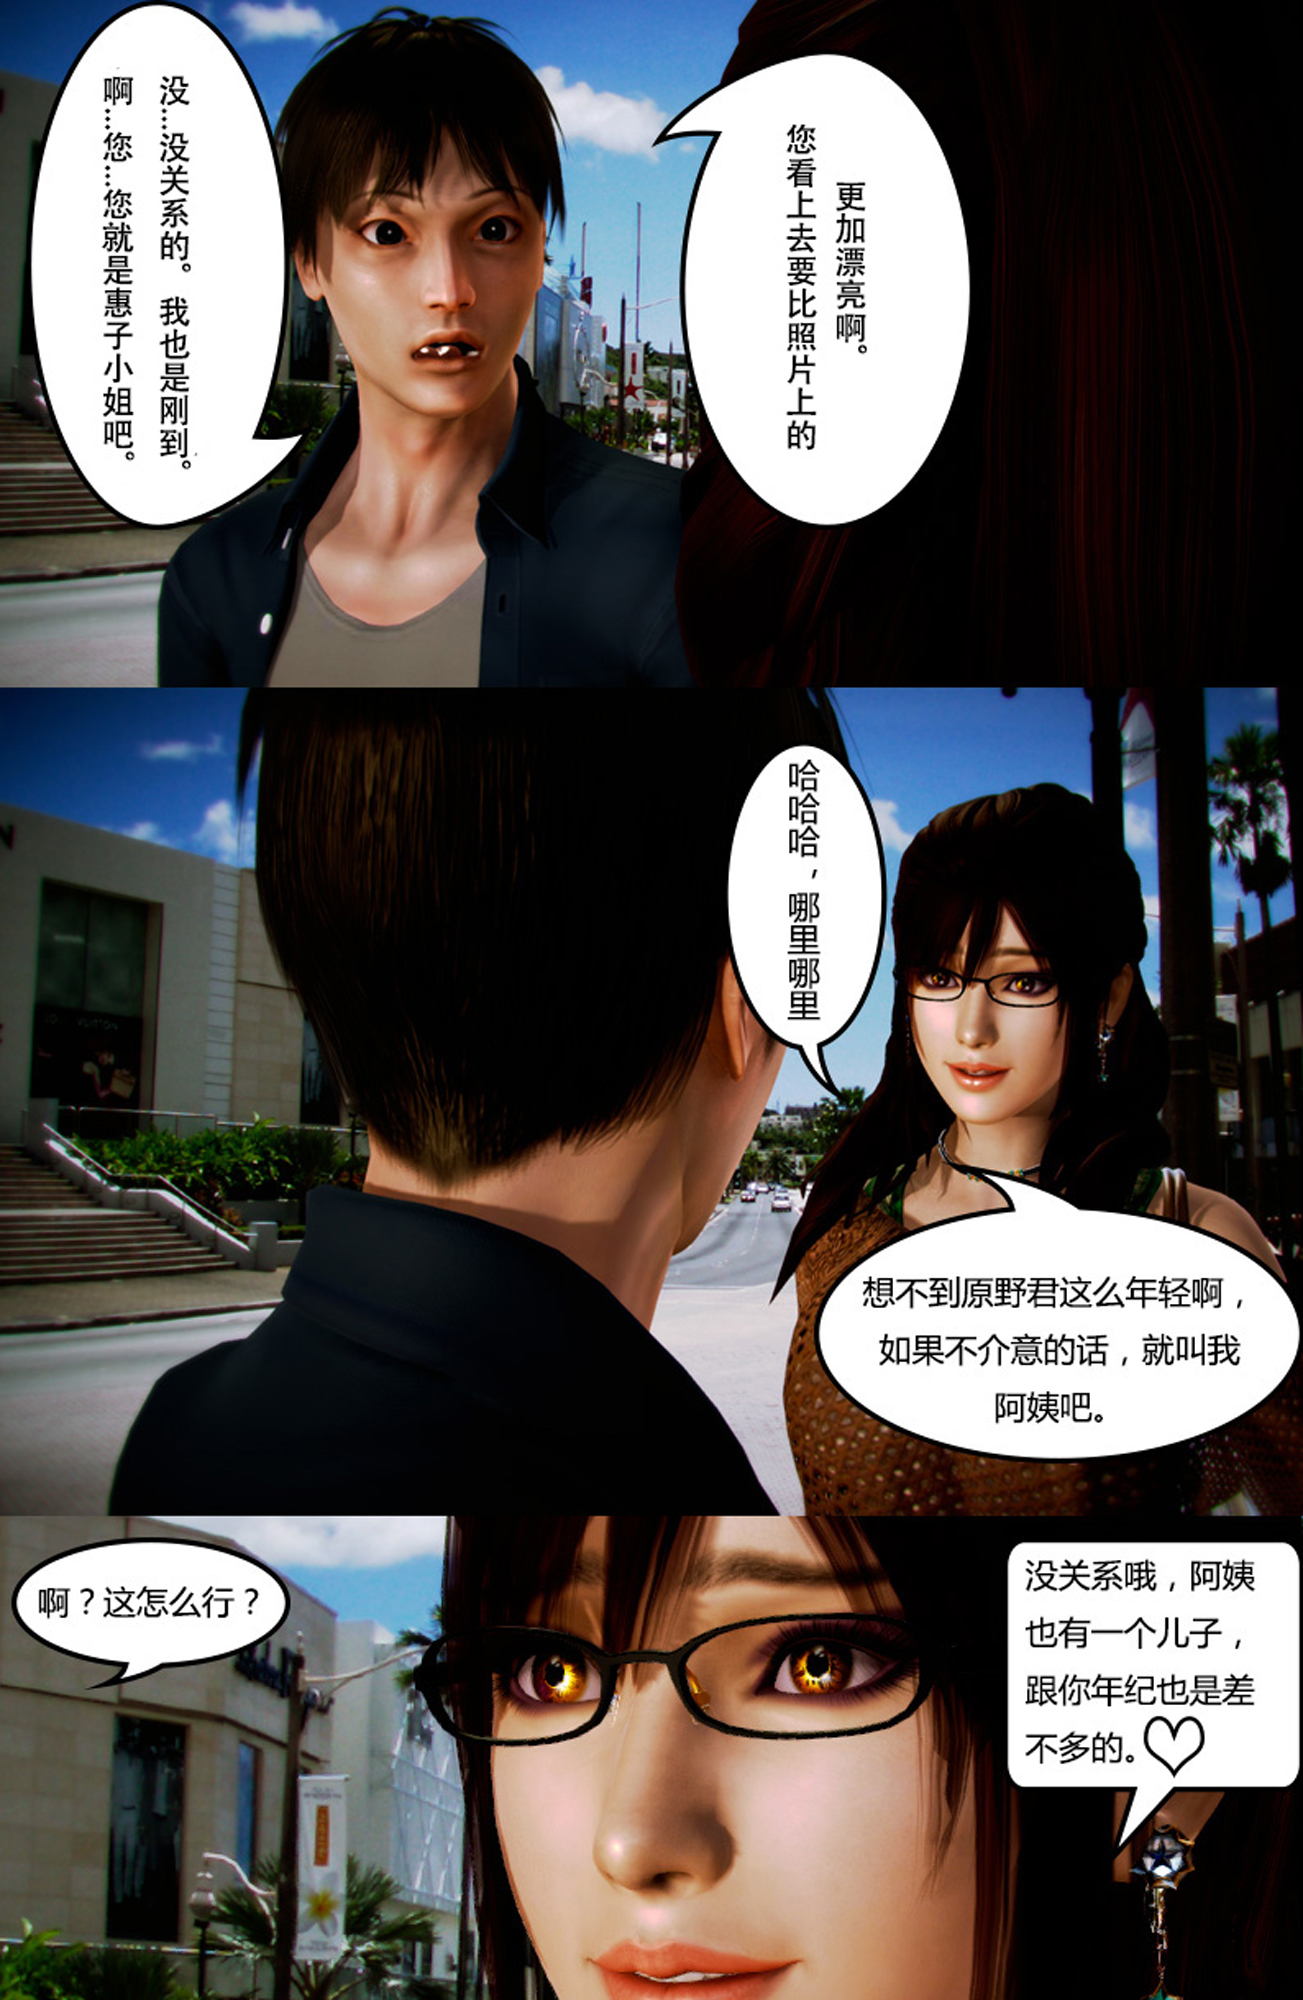 没…没关系的。我也是刚到。
啊…您…您就是惠子小姐吧。
更加漂亮啊。
您看上去要比照片上的
哈哈哈，哪里哪里
想不到原野君这么年轻啊，
如果不介意的话，就叫我
阿姨吧。
啊？这怎么行？
没关系哦，阿姨
也有一个儿子，
跟你年纪也是差
不多的。♡